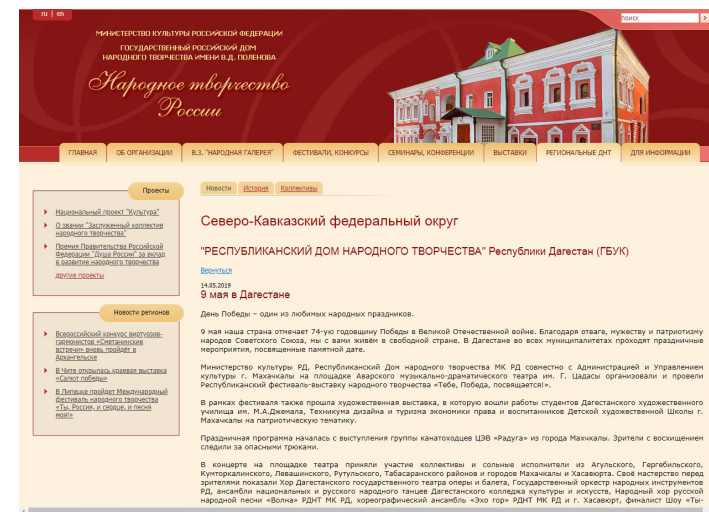 ru | en
поиск
МИНИСТЕРСТВО КУЛЬТУРЫ РОССИЙСКОЙ ФЕДЕРАЦИИ
ГОСУДАРСТВЕННЫЙ РОССИЙСКИЙ ДОМ
НАРОДНОГО ТВОРЧЕСТВА ИМЕНИ В.Д. ПОЛЕНОВА
Народное творчество
России
ГЛАВНАЯ
ОБ ОРГАНИЗАЦИИ
В.З. "НАРОДНАЯ ГАЛЕРЕЯ"
ФЕСТИВАЛИ, КОНКУРСЫ
СЕМИНАРЫ, КОНФЕРЕНЦИИ
ВЫСТАВКИ
РЕГИОНАЛЬНЫЕ ДНТ
ДЛЯ ИНФОРМАЦИИ
Проекты
Национальный проект "Культура"
О звании "Заслуженный коллектив
народного творчества"
Премия Правительства Российской
Федерации "Душа России" за вклад
в развитие народного творчества
другие проекты
Новости регионов
Всероссийский конкурс виртуозов-
гармонистов «Сметанинские
встречи» вновь пройдёт в
Архангельске
В Чите открылась краевая выставка
«Салют победы»
В Липецке пройдет Международный
фестиваль народного творчества
«Ты, Россия, и сердце, и песня
моя!»
Новости
История
Коллективы
Северо-Кавказский федеральный округ
"РЕСПУБЛИКАНСКИЙ ДОМ НАРОДНОГО ТВОРЧЕСТВА" Республики Дагестан (ГБУК)
Вернуться
14.05.2019
9 мая в Дагестане
День Победы – один из любимых народных праздников.
9 мая наша страна отмечает 74-ую годовщину Победы в Великой Отечественной войне. Благодаря отваге, мужеству и патриотизму
народов Советского Союза, мы с вами живём в свободной стране. В Дагестане во всех муниципалитетах проходят праздничные
мероприятия, посвященные памятной дате.
Министерство культуры РД, Республиканский Дом народного творчества МК РД совместно с Администрацией и Управлением
культуры г. Махачкалы на площадке Аварского музыкально-драматического театра им. Г. Цадасы организовали и провели
Республиканский фестиваль-выставку народного творчества «Тебе, Победа, посвящается!».
В рамках фестиваля также прошла художественная выставка, в которую вошли работы студентов Дагестанского художественного
училища им. М.А.Джемала, Техникума дизайна и туризма экономики права и воспитанников Детской художественной Школы г.
Махачкалы на патриотическую тематику.
Праздничная программа началась с выступления группы канатоходцев ЦЭВ «Радуга» из города Махчкалы. Зрители с восхищением
следили за опасными трюками.
В концерте на площадке театра приняли участие коллективы и сольные исполнители из Агульского, Гергебильского,
Кумторкалинского, Левашинского, Рутульского, Табасаранского районов и городов Махачкалы и Хасавюрта. Своё мастерство перед
зрителями показали Хор Дагестанского государственного театра оперы и балета, Государственный оркестр народных инструментов
РД, ансамбли национальных и русского народного танцев Дагестанского колледжа культуры и искусств, Народный хор русской
народной песни «Волна» РДНТ МК РД, хореографический ансамбль «Эхо гор» РДНТ МК РД и г. Хасавюрт, финалист Шоу «Ты-